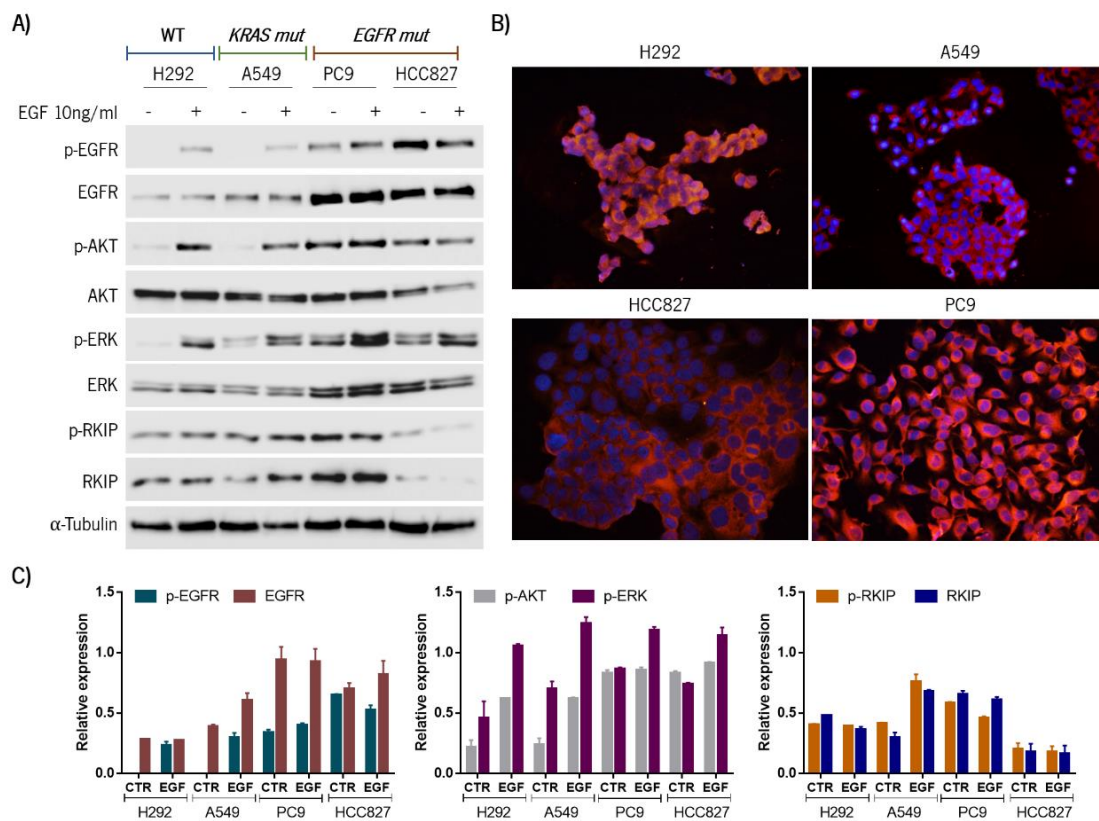 A)
WT KRAS mut EGFR mut
H292 A549 PC9 HCC827
EGF 10ng/ml - + - + - + - +
p-EGFR
EGFR
p-AKT
AKT
p-ERK
ERK
p-RKIP
RKIP
α-Tubulin
B)
H292 A549
HCC827 PC9
C)
Relative expression
1.5
1.0
0.5
0.0
p-EGFR EGFR
CTR EGF CTR EGF CTR EGF CTR EGF
H292 A549 PC9 HCC827
Relative expression
1.5
1.0
0.5
0.0
p-AKT p-ERK
CTR EGF CTR EGF CTR EGF CTR EGF
H292 A549 PC9 HCC827
Relative expression
1.5
1.0
0.5
0.0
p-RKIP RKIP
CTR EGF CTR EGF CTR EGF CTR EGF
H292 A549 PC9 HCC827